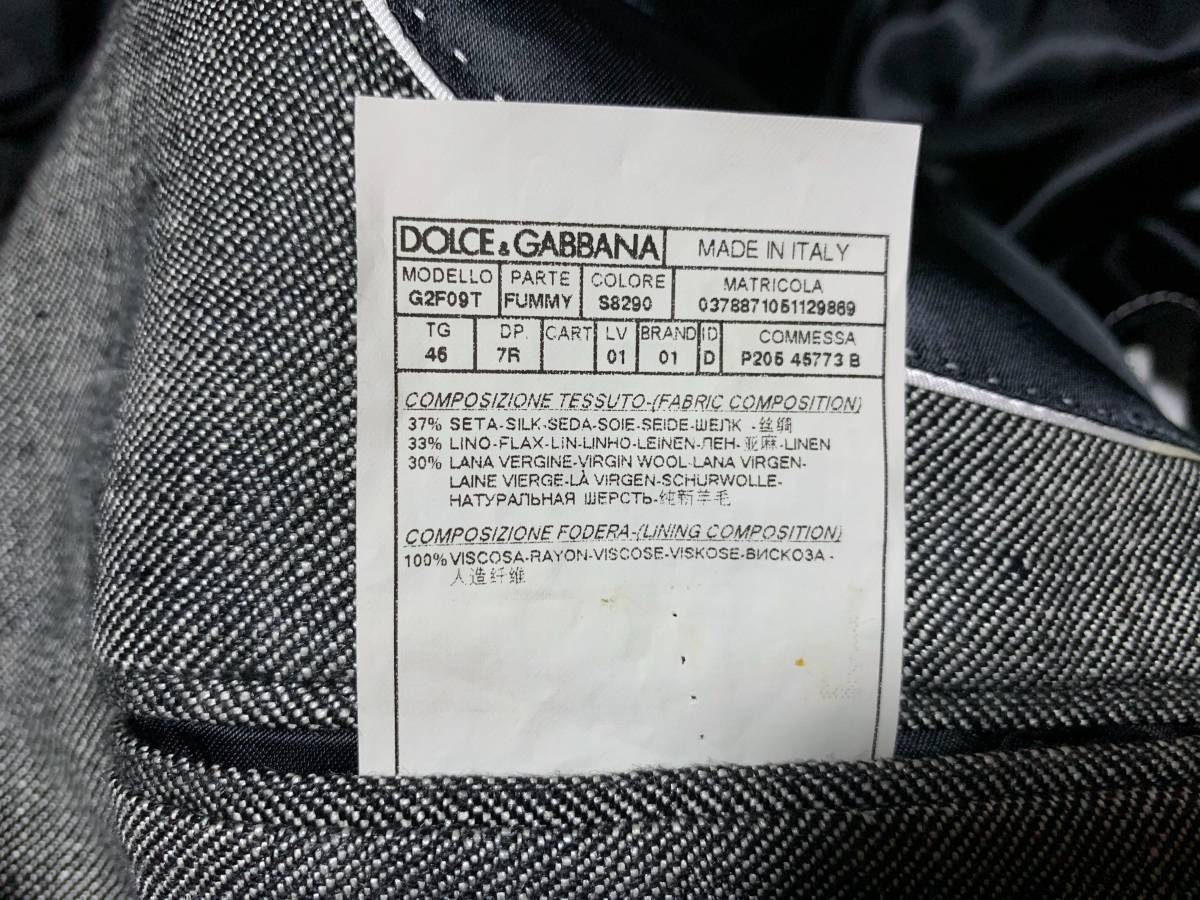 DOLCE & GABBANA MADE IN ITALY
MODELLO PARTE COLORE MATRICOLA
G2F09T FUMMY S8290 0378871051129869
TG DP. CART LV BRAND ID COMMESSA
46 7R 01 01 D P205 45773 B
COMPOSIZIONE TESSUTO-(FABRIC COMPOSITION)
37% SETA-SILK-SEDA-SOIE-SEIDE-ШЕЛК -丝绸
33% LINO-FLAX-LIN-LINHO-LEINEN-ЛЕН-亚麻-LINEN
30% LANA VERGINE-VIRGIN WOOL-LANA VIRGEN-
LAINE VIERGE-LÀ VIRGEN-SCHURWOLLE-
НАТУРАЛЬНАЯ ШЕРСТЬ-纯新羊毛
COMPOSIZIONE FODERA-(LINING COMPOSITION)
100% VISCOSA-RAYON-VISCOSE-VISKOSE-ВИСКОЗА -
人造纤维